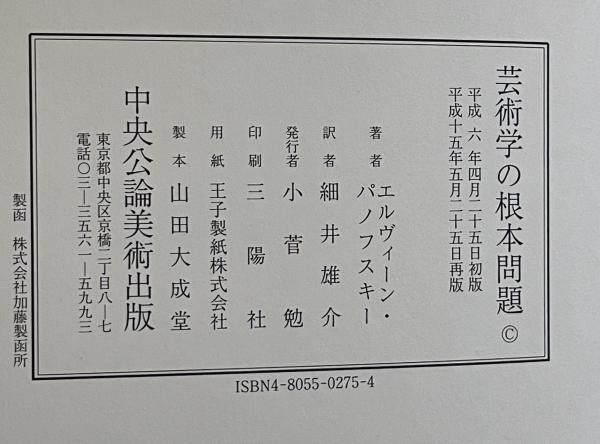 芸術学の根本問題 ©
平成 六 年四月二十五日初版
平成十五年五月二十五日再版
著者 エルヴィーン・
パノフスキー
訳者 細井雄介
発行者 小菅勉
印刷 三陽社
用紙 王子製紙株式会社
製本 山田大成堂
中央公論美術出版
東京都中央区京橋二丁目八―七
電話〇三―三五六一―五九九三
製函 株式会社加藤製函所
ISBN4-8055-0275-4